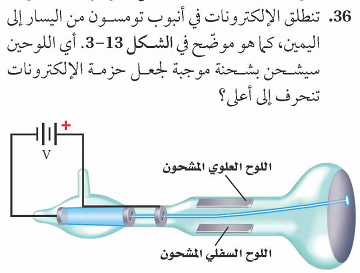 36. تنطلق الإلكترونات في أنبوب تومسون من اليسار إلى
اليمين، كما هو موضّح في الشكل 13–3. أي اللوحين
سيشحن بشحنة موجبة لجعل حزمة الإلكترونات
تنحرف إلى أعلى؟
+
V
اللوح العلوي المشحون
اللوح السفلي المشحون